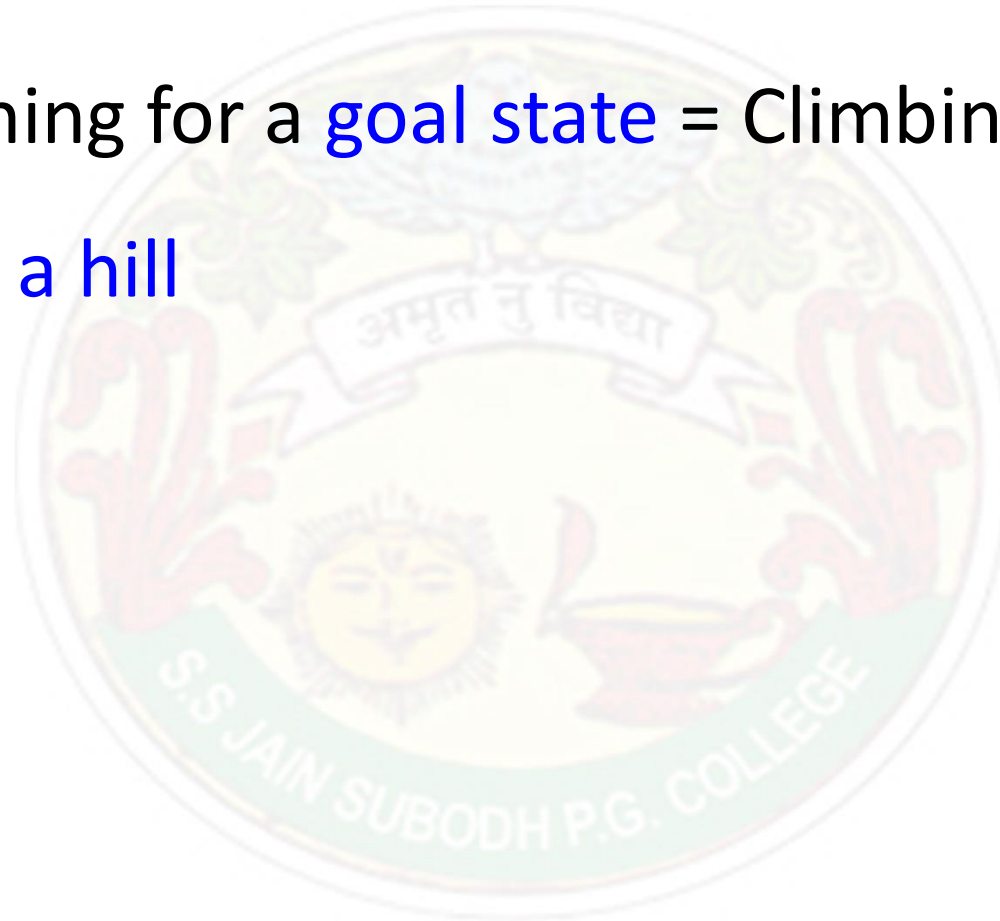 hing for a goal state = Climbin
a hill
अमृत नु विद्या
S.S JAIN SUBODH P.G. COLLEGE